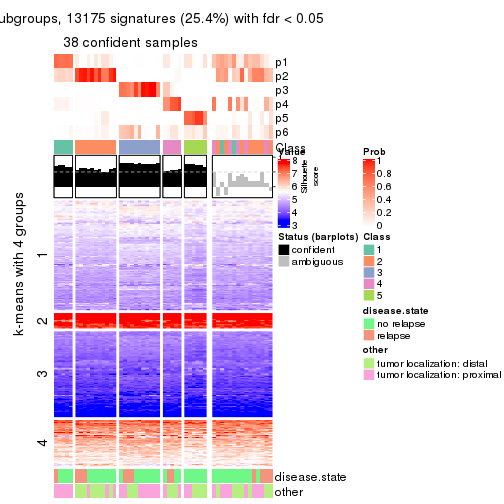 ubgroups, 13175 signatures (25.4%) with fdr < 0.05
38 confident samples
p1
p2
p3
p4
p5
p6
Class
Value
8
7
6
5
4
3
Silhouette
score
Prob
1
0.8
0.6
0.4
0.2
0
Status (barplots)
confident
ambiguous
Class
1
2
3
4
5
disease.state
no relapse
relapse
other
tumor localization: distal
tumor localization: proximal
k-means with 4 groups
1
2
3
4
disease.state
other